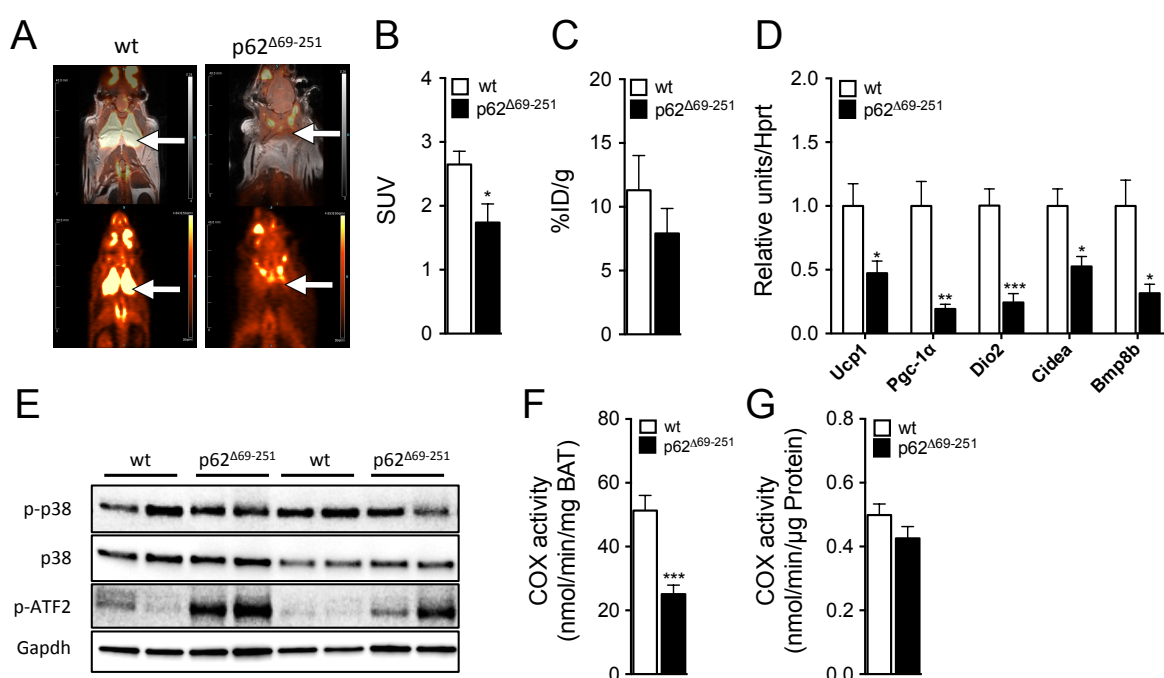 A
wt
p62Δ69-251
B
SUV
4
3
2
1
0
wt
p62Δ69-251
*
C
%ID/g
20
15
10
5
0
wt
p62Δ69-251
D
Relative units/Hprt
2.0
1.5
1.0
0.5
0.0
wt
p62Δ69-251
*
**
***
*
*
Ucp1
Pgc-1α
Dio2
Cidea
Bmp8b
E
wt
p62Δ69-251
wt
p62Δ69-251
p-p38
p38
p-ATF2
Gapdh
F
COX activity
(nmol/min/mg BAT)
80
60
40
20
0
wt
p62Δ69-251
***
G
COX activity
(nmol/min/µg Protein)
0.8
0.6
0.4
0.2
0.0
wt
p62Δ69-251